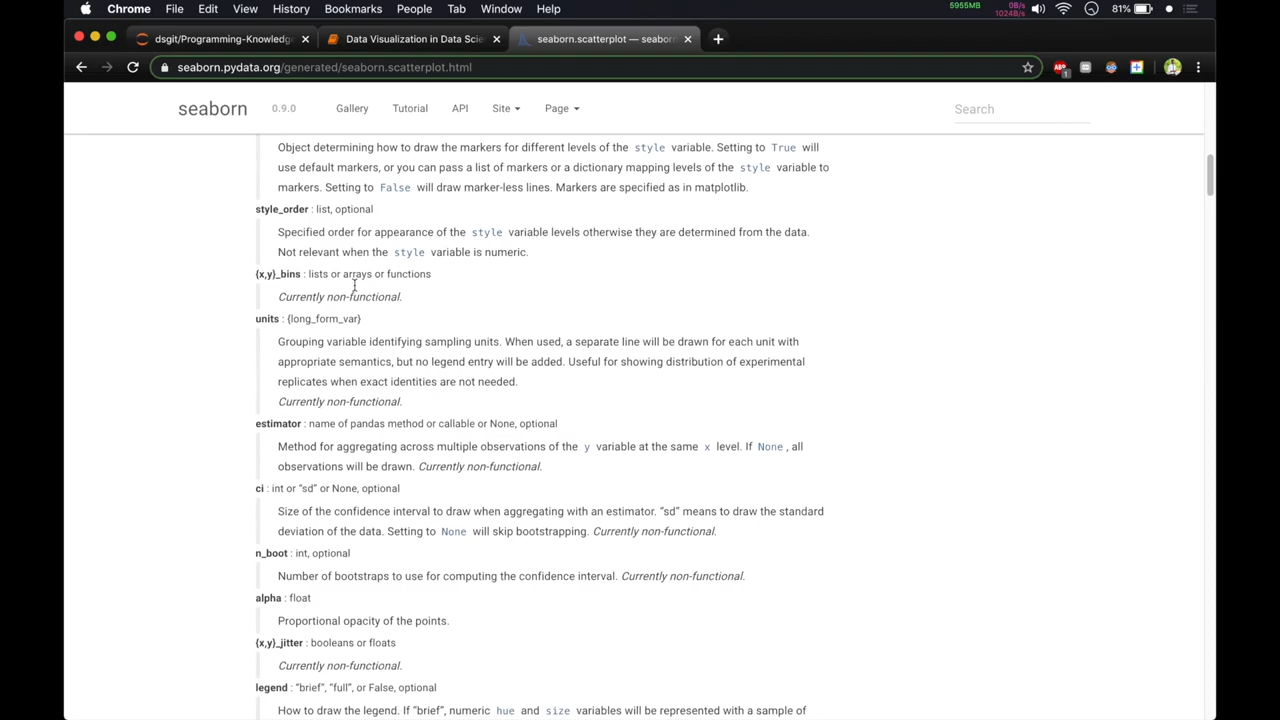 Chrome File Edit View History Bookmarks People Tab Window Help 5955MB 0B/s 1024B/s 81%
dsgit/Programming-Knowledg Data Visualization in Data Scie seaborn.scatterplot — seaborn
seaborn.pydata.org/generated/seaborn.scatterplot.html
ABP 1
seaborn 0.9.0 Gallery Tutorial API Site Page Search
Object determining how to draw the markers for different levels of the style variable. Setting to True will
use default markers, or you can pass a list of markers or a dictionary mapping levels of the style variable to
markers. Setting to False will draw marker-less lines. Markers are specified as in matplotlib.
style_order : list, optional
Specified order for appearance of the style variable levels otherwise they are determined from the data.
Not relevant when the style variable is numeric.
{x,y}_bins : lists or arrays or functions
Currently non-functional.
units : {long_form_var}
Grouping variable identifying sampling units. When used, a separate line will be drawn for each unit with
appropriate semantics, but no legend entry will be added. Useful for showing distribution of experimental
replicates when exact identities are not needed.
Currently non-functional.
estimator : name of pandas method or callable or None, optional
Method for aggregating across multiple observations of the y variable at the same x level. If None , all
observations will be drawn. Currently non-functional.
ci : int or “sd” or None, optional
Size of the confidence interval to draw when aggregating with an estimator. “sd” means to draw the standard
deviation of the data. Setting to None will skip bootstrapping. Currently non-functional.
n_boot : int, optional
Number of bootstraps to use for computing the confidence interval. Currently non-functional.
alpha : float
Proportional opacity of the points.
{x,y}_jitter : booleans or floats
Currently non-functional.
legend : “brief”, “full”, or False, optional
How to draw the legend. If “brief”, numeric hue and size variables will be represented with a sample of